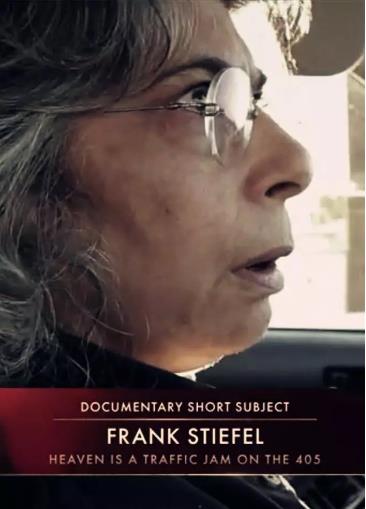 DOCUMENTARY SHORT SUBJECT
FRANK STIEFEL
HEAVEN IS A TRAFFIC JAM ON THE 405